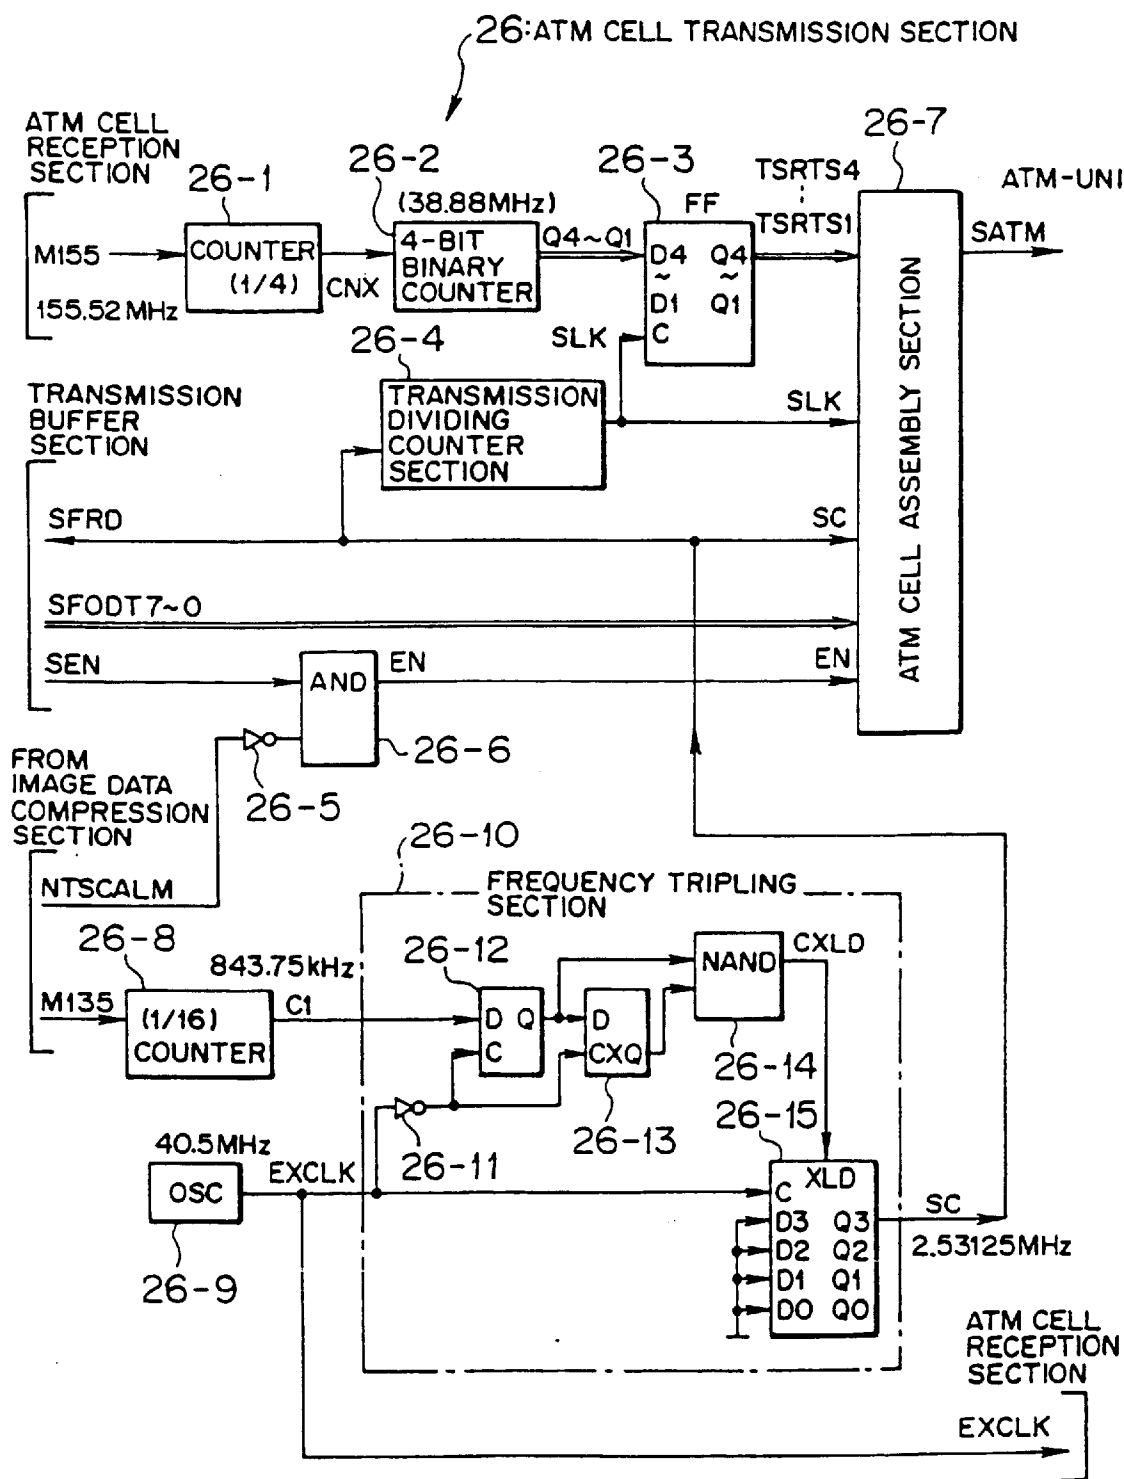 26:ATM CELL TRANSMISSION SECTION
ATM CELL
RECEPTION
SECTION
26-1
26-2
26-3
26-7
(38.88MHz)
FF
TSRTS4
TSRTS1
ATM-UNI
M155
COUNTER
(1/4)
CNX
4-BIT
BINARY
COUNTER
Q4~Q1
D4 Q4
~ ~
D1 Q1
C
SATM
155.52MHz
26-4
SLK
TRANSMISSION
BUFFER
SECTION
TRANSMISSION
DIVIDING
COUNTER
SECTION
SLK
ATM CELL ASSEMBLY SECTION
SFRD
SC
SFODT7~0
SEN
AND
EN
EN
26-6
26-5
FROM
IMAGE DATA
COMPRESSION
SECTION
NTSCALM
26-10
FREQUENCY TRIPLING
SECTION
26-8
843.75kHz
26-12
NAND
CXLD
M135
(1/16)
COUNTER
C1
D Q
C
D
CXQ
26-14
26-13
26-15
26-11
40.5MHz
OSC
EXCLK
26-9
XLD
C
D3 Q3
D2 Q2
D1 Q1
D0 Q0
SC
2.53125MHz
ATM CELL
RECEPTION
SECTION
EXCLK